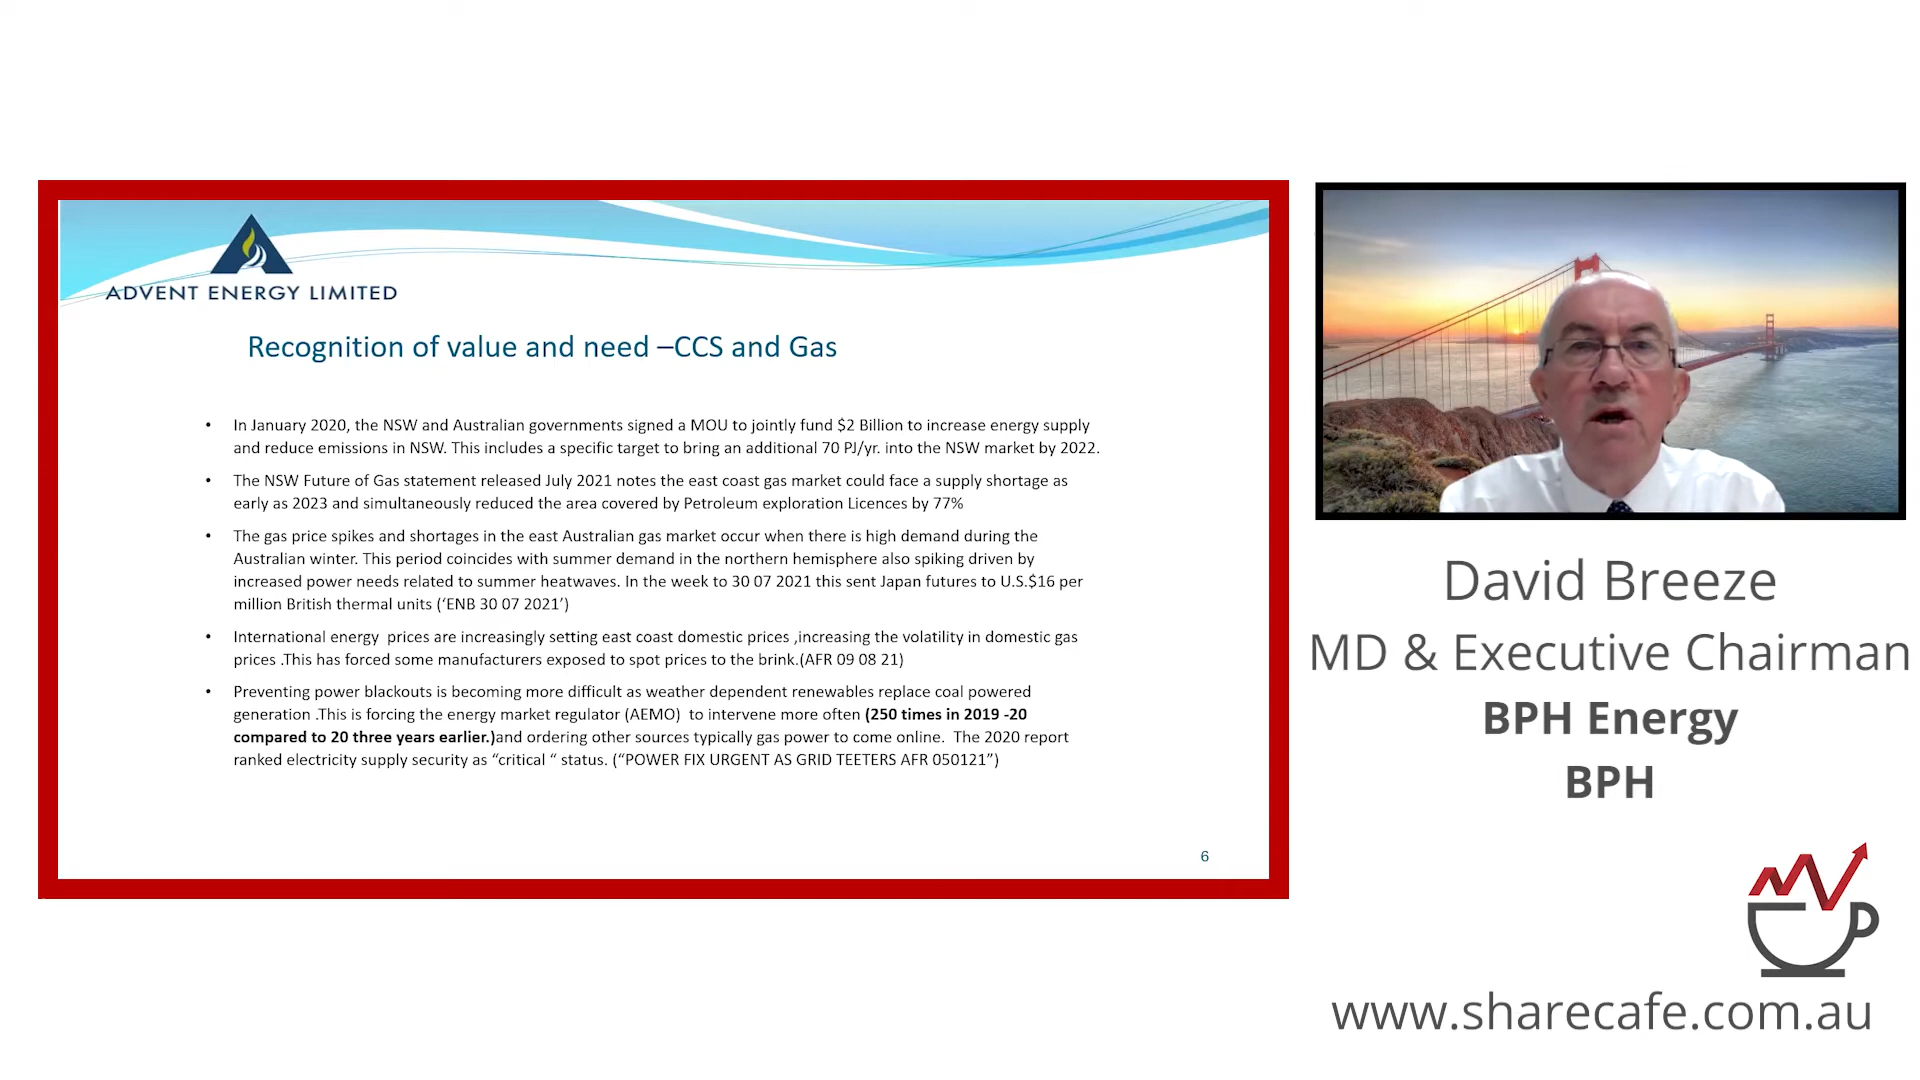 ADVENT ENERGY LIMITED
Recognition of value and need –CCS and Gas
• In January 2020, the NSW and Australian governments signed a MOU to jointly fund $2 Billion to increase energy supply
and reduce emissions in NSW. This includes a specific target to bring an additional 70 PJ/yr. into the NSW market by 2022.
• The NSW Future of Gas statement released July 2021 notes the east coast gas market could face a supply shortage as
early as 2023 and simultaneously reduced the area covered by Petroleum exploration Licences by 77%
• The gas price spikes and shortages in the east Australian gas market occur when there is high demand during the
Australian winter. This period coincides with summer demand in the northern hemisphere also spiking driven by
increased power needs related to summer heatwaves. In the week to 30 07 2021 this sent Japan futures to U.S.$16 per
million British thermal units (‘ENB 30 07 2021’)
• International energy  prices are increasingly setting east coast domestic prices ,increasing the volatility in domestic gas
prices .This has forced some manufacturers exposed to spot prices to the brink.(AFR 09 08 21)
• Preventing power blackouts is becoming more difficult as weather dependent renewables replace coal powered
generation .This is forcing the energy market regulator (AEMO)  to intervene more often (250 times in 2019 -20
compared to 20 three years earlier.)and ordering other sources typically gas power to come online.  The 2020 report
ranked electricity supply security as “critical “ status. (“POWER FIX URGENT AS GRID TEETERS AFR 050121”)
6
David Breeze
MD & Executive Chairman
BPH Energy
BPH
www.sharecafe.com.au